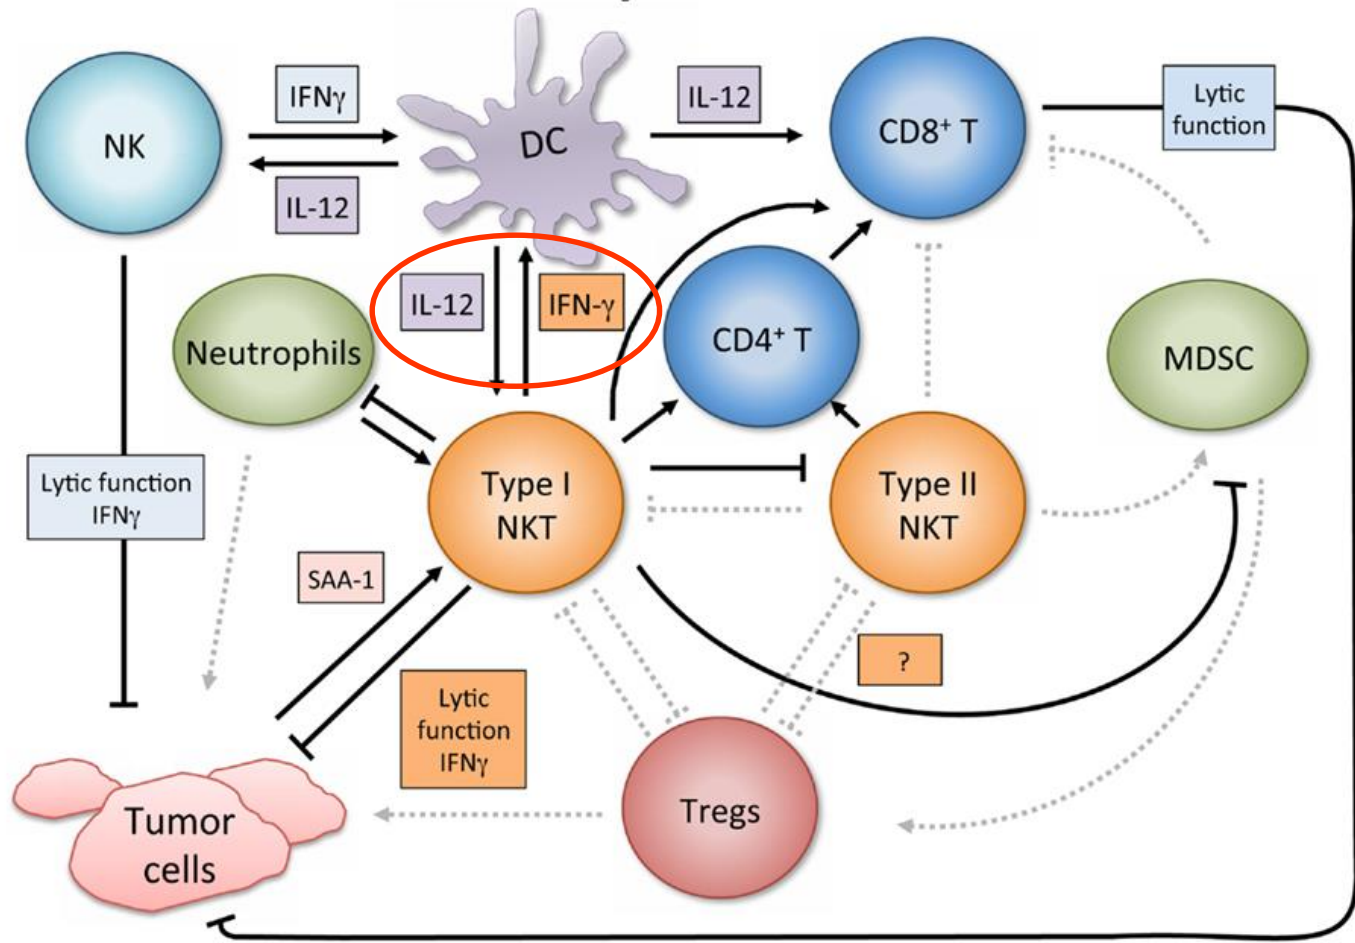 IFNγ
IL-12
NK
DC
CD8⁺ T
Lytic
function
IL-12
IL-12
IFN-γ
Neutrophils
CD4⁺ T
MDSC
Lytic function
IFNγ
Type I
NKT
Type II
NKT
SAA-1
?
Lytic
function
IFNγ
Tumor
cells
Tregs